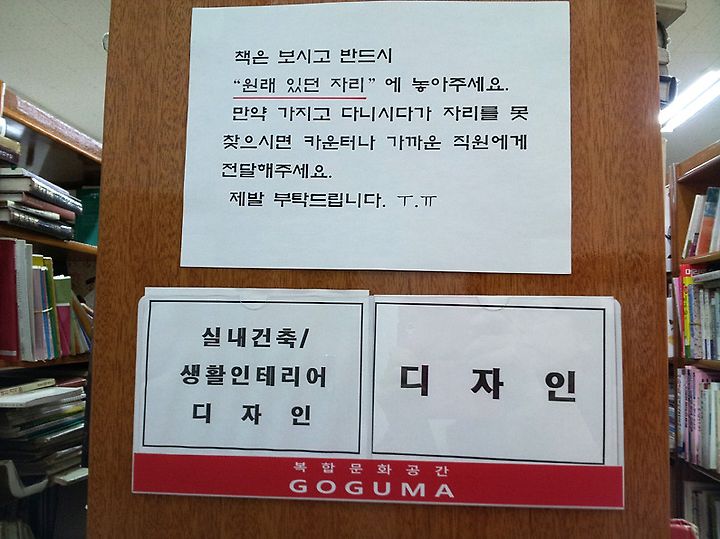 책은 보시고 반드시
“원래 있던 자리” 에 놓아주세요.
만약 가지고 다니시다가 자리를 못
찾으시면 카운터나 가까운 직원에게
전달해주세요.
제발 부탁드립니다. ㅜ.ㅠ
실내건축/
생활인테리어
디 자 인
디 자 인
복합문화공간
GOGUMA